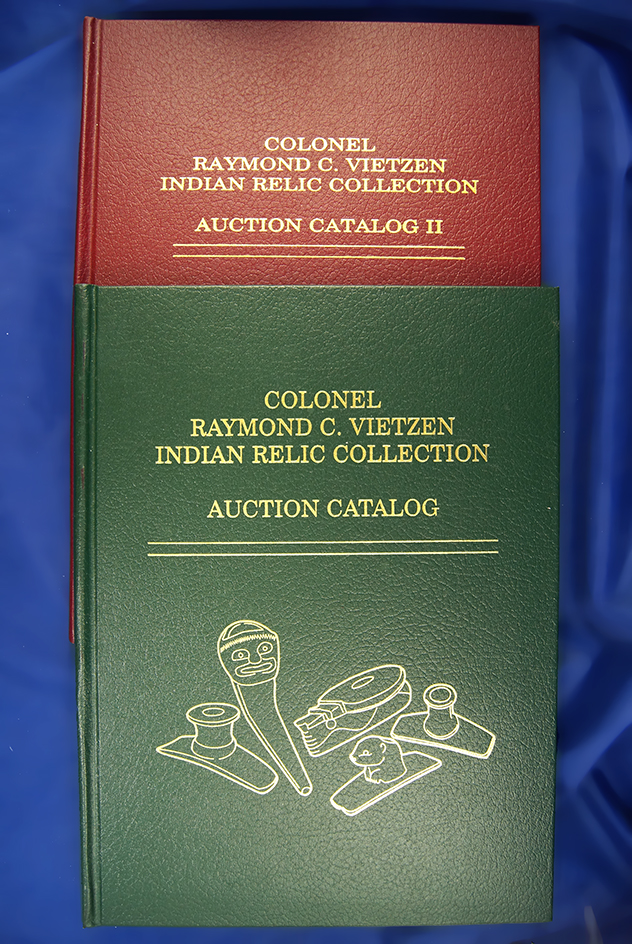 COLONEL
RAYMOND C. VIETZEN
INDIAN RELIC COLLECTION
AUCTION CATALOG II
COLONEL
RAYMOND C. VIETZEN
INDIAN RELIC COLLECTION
AUCTION CATALOG